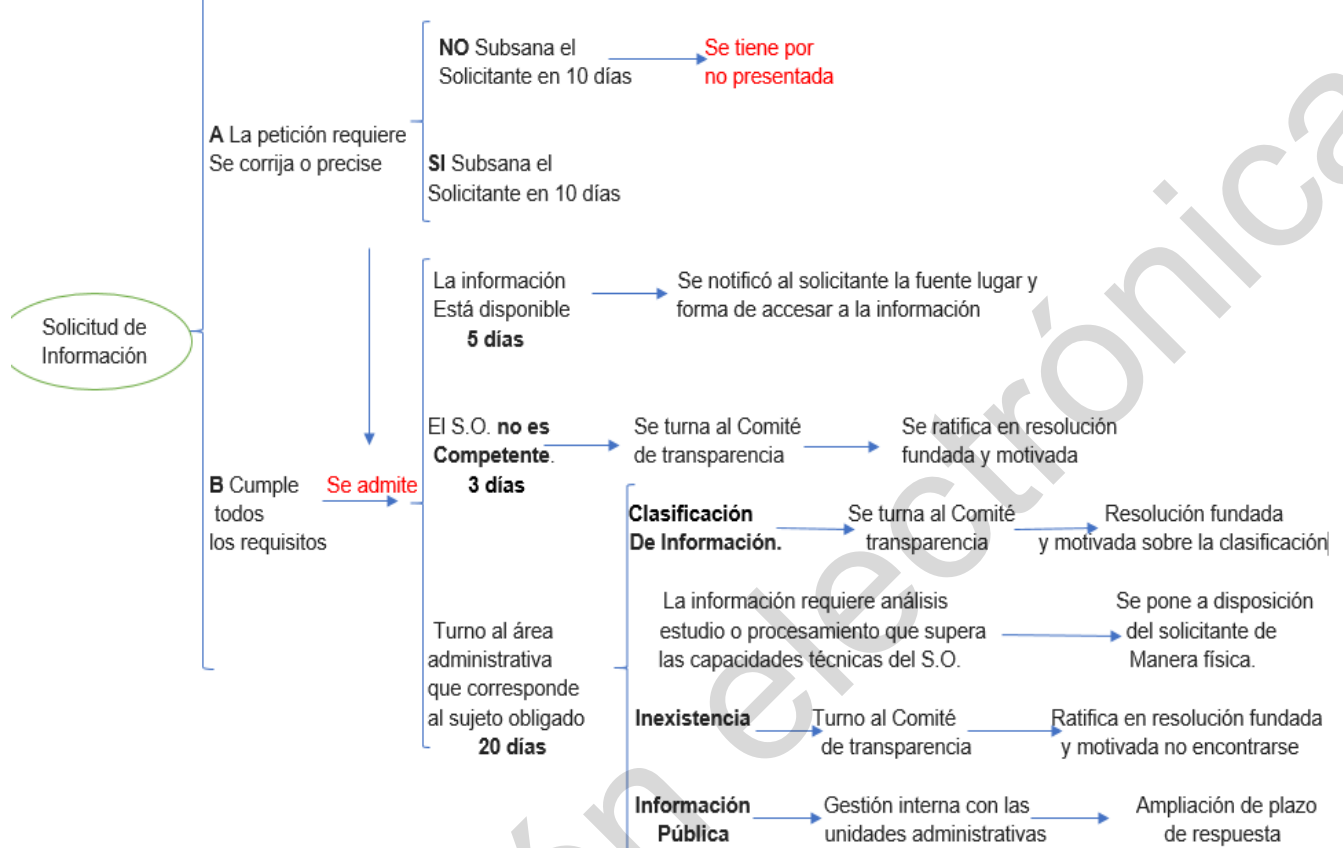 Solicitud de
Información
A La petición requiere
Se corrija o precise
NO Subsana el
Solicitante en 10 días
Se tiene por
no presentada
SI Subsana el
Solicitante en 10 días
B Cumple
todos
los requisitos
Se admite
La información
Está disponible
5 días
Se notificó al solicitante la fuente lugar y
forma de accesar a la información
El S.O. no es
Competente.
3 días
Se turna al Comité
de transparencia
Se ratifica en resolución
fundada y motivada
Turno al área
administrativa
que corresponde
al sujeto obligado
20 días
Clasificación
De Información.
Se turna al Comité
transparencia
Resolución fundada
y motivada sobre la clasificación
La información requiere análisis
estudio o procesamiento que supera
las capacidades técnicas del S.O.
Se pone a disposición
del solicitante de
Manera física.
Inexistencia
Turno al Comité
de transparencia
Ratifica en resolución fundada
y motivada no encontrarse
Información
Pública
Gestión interna con las
unidades administrativas
Ampliación de plazo
de respuesta
electrónica